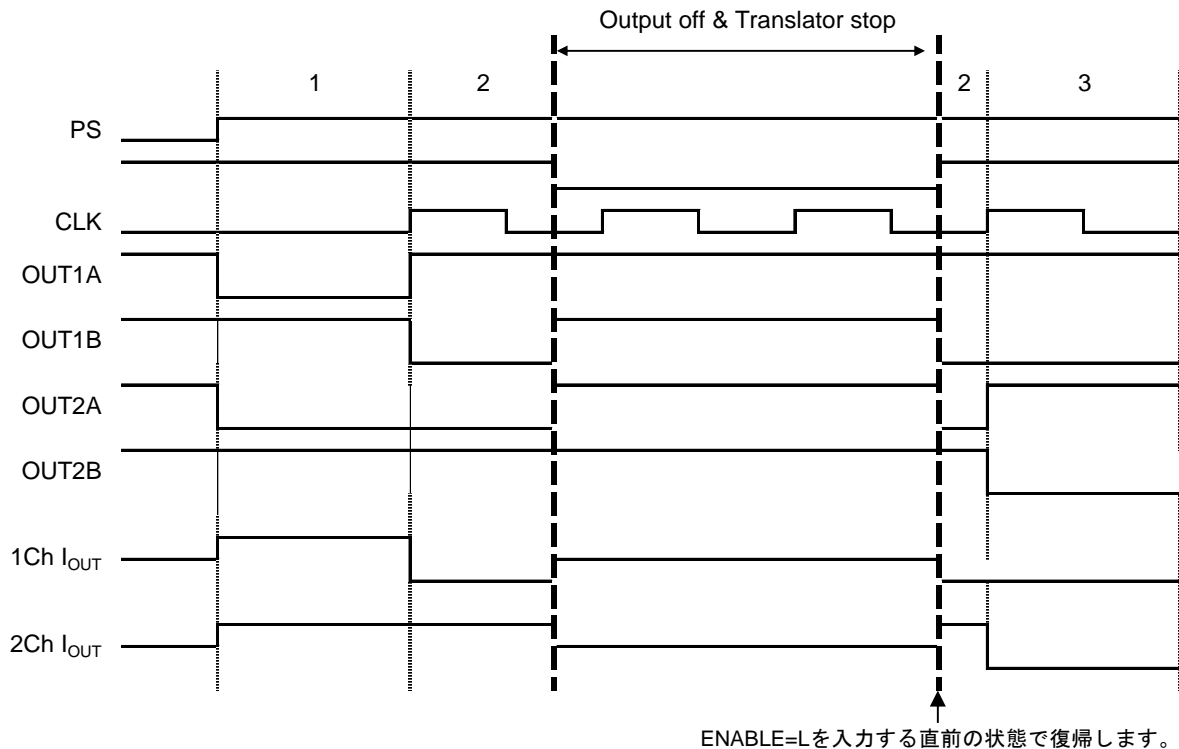 Output off & Translator stop
1 2 2 3
PS
CLK
OUT1A
OUT1B
OUT2A
OUT2B
1Ch IOUT
2Ch IOUT
ENABLE=Lを入力する直前の状態で復帰します。